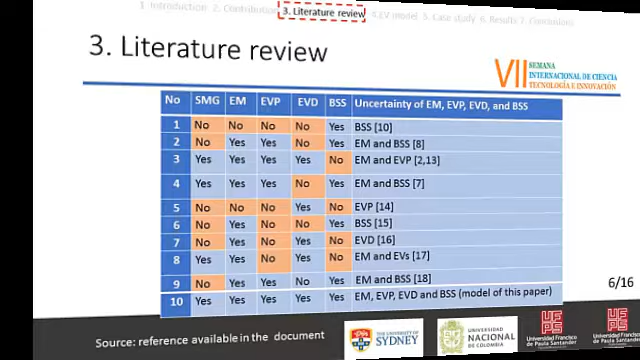 1. Introduction 2. Contribution 3. Literature review 4. EV model 5. Case study 6. Results 7. Conclusions
3. Literature review
VII SEMANA
INTERNACIONAL DE CIENCIA
TECNOLOGÍA E INNOVACIÓN
No SMG EM EVP EVD BSS Uncertainty of EM, EVP, EVD, and BSS
1 No No No No Yes BSS [10]
2 No Yes Yes No Yes EM and BSS [8]
3 Yes Yes Yes Yes No EM and EVP [2,13]
4 Yes Yes Yes No Yes EM and BSS [7]
5 No No No Yes No EVP [14]
6 No Yes No No Yes BSS [15]
7 No Yes No Yes No EVD [16]
8 Yes Yes No Yes No EM and EVs [17]
9 No Yes Yes No Yes EM and BSS [18]
10 Yes Yes Yes Yes Yes EM, EVP, EVD and BSS (model of this paper)
6/16
Source: reference available in the document
THE UNIVERSITY OF
SYDNEY
UNIVERSIDAD
NACIONAL
DE COLOMBIA
UFPS
Universidad Francisco
de Paula Santander
UFPS
Universidad Francisco
de Paula Santander